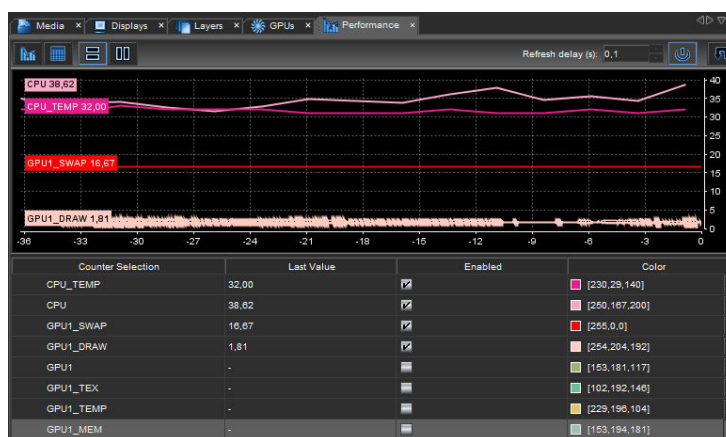 Media × Displays × Layers × GPUs × Performance ×
Refresh delay (s): 0,1
CPU 38,62
CPU_TEMP 32,00
GPU1_SWAP 16,67
GPU1_DRAW 1,81
40
35
30
25
20
15
10
5
0
-36 -33 -30 -27 -24 -21 -18 -15 -12 -9 -6 -3 0
Counter Selection Last Value Enabled Color
CPU_TEMP 32,00 [230,29,140]
CPU 38,62 [250,167,200]
GPU1_SWAP 16,67 [255,0,0]
GPU1_DRAW 1,81 [254,204,192]
GPU1 - [153,181,117]
GPU1_TEX - [102,192,146]
GPU1_TEMP - [229,196,104]
GPU1_MEM - [153,194,181]